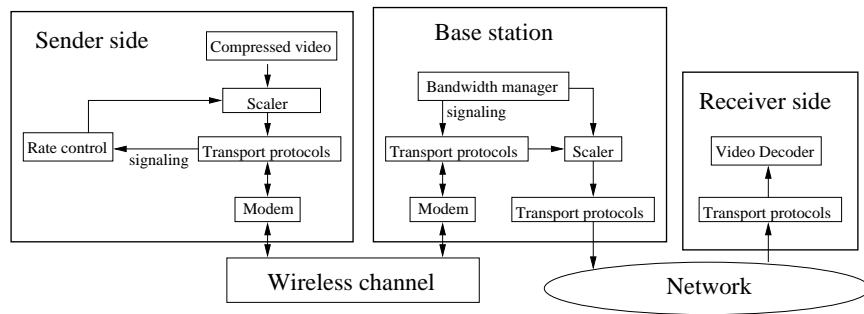 Sender side
Compressed video
Scaler
Rate control
signaling
Transport protocols
Modem
Base station
Bandwidth manager
signaling
Transport protocols
Scaler
Modem
Transport protocols
Receiver side
Video Decoder
Transport protocols
Wireless channel
Network